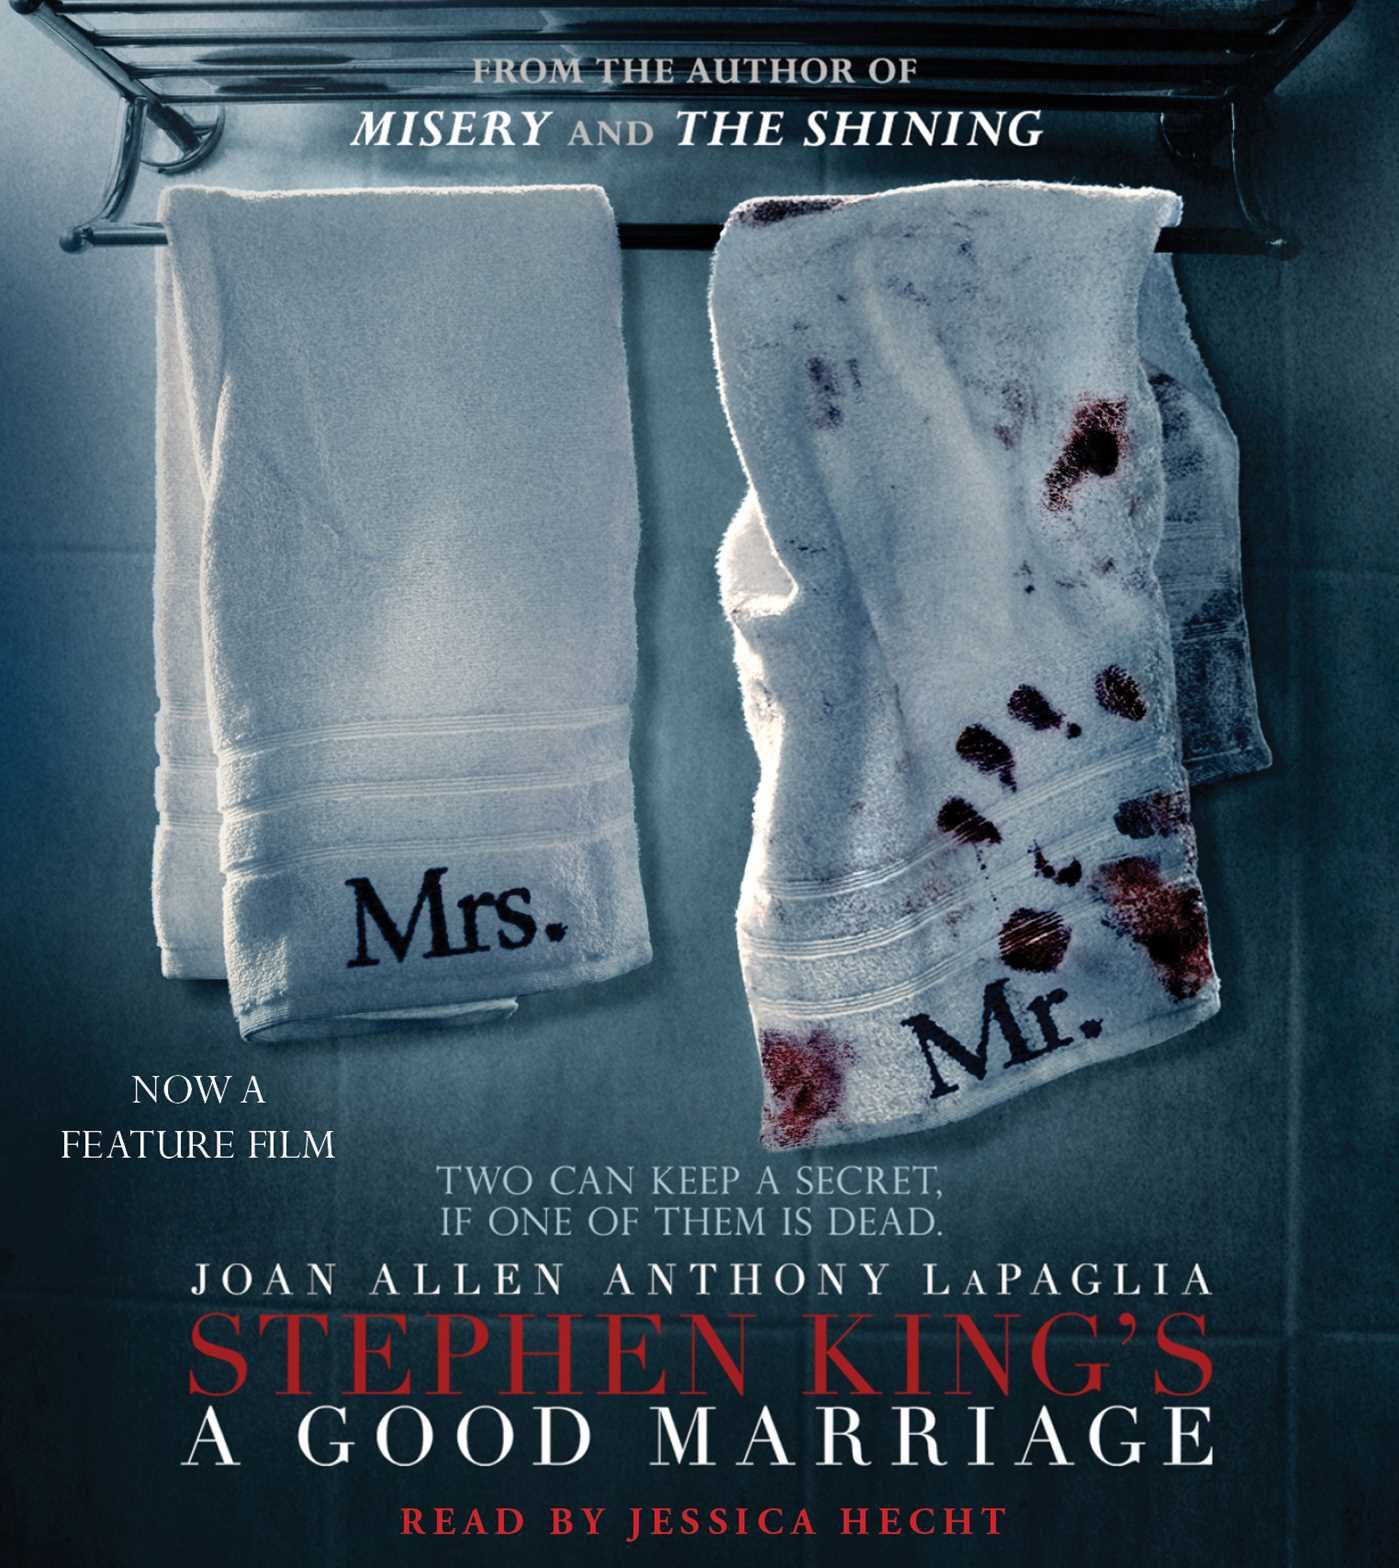 FROM THE AUTHOR OF
MISERY AND THE SHINING
Mrs.
Mr.
NOW A
FEATURE FILM
TWO CAN KEEP A SECRET,
IF ONE OF THEM IS DEAD.
JOAN ALLEN ANTHONY LAPAGLIA
STEPHEN KING'S
A GOOD MARRIAGE
READ BY JESSICA HECHT